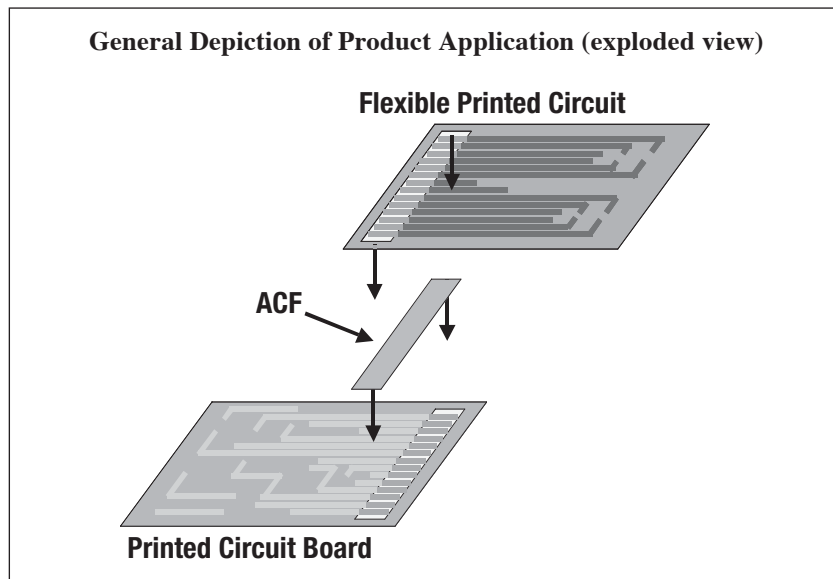 General Depiction of Product Application (exploded view)
Flexible Printed Circuit
ACF
Printed Circuit Board